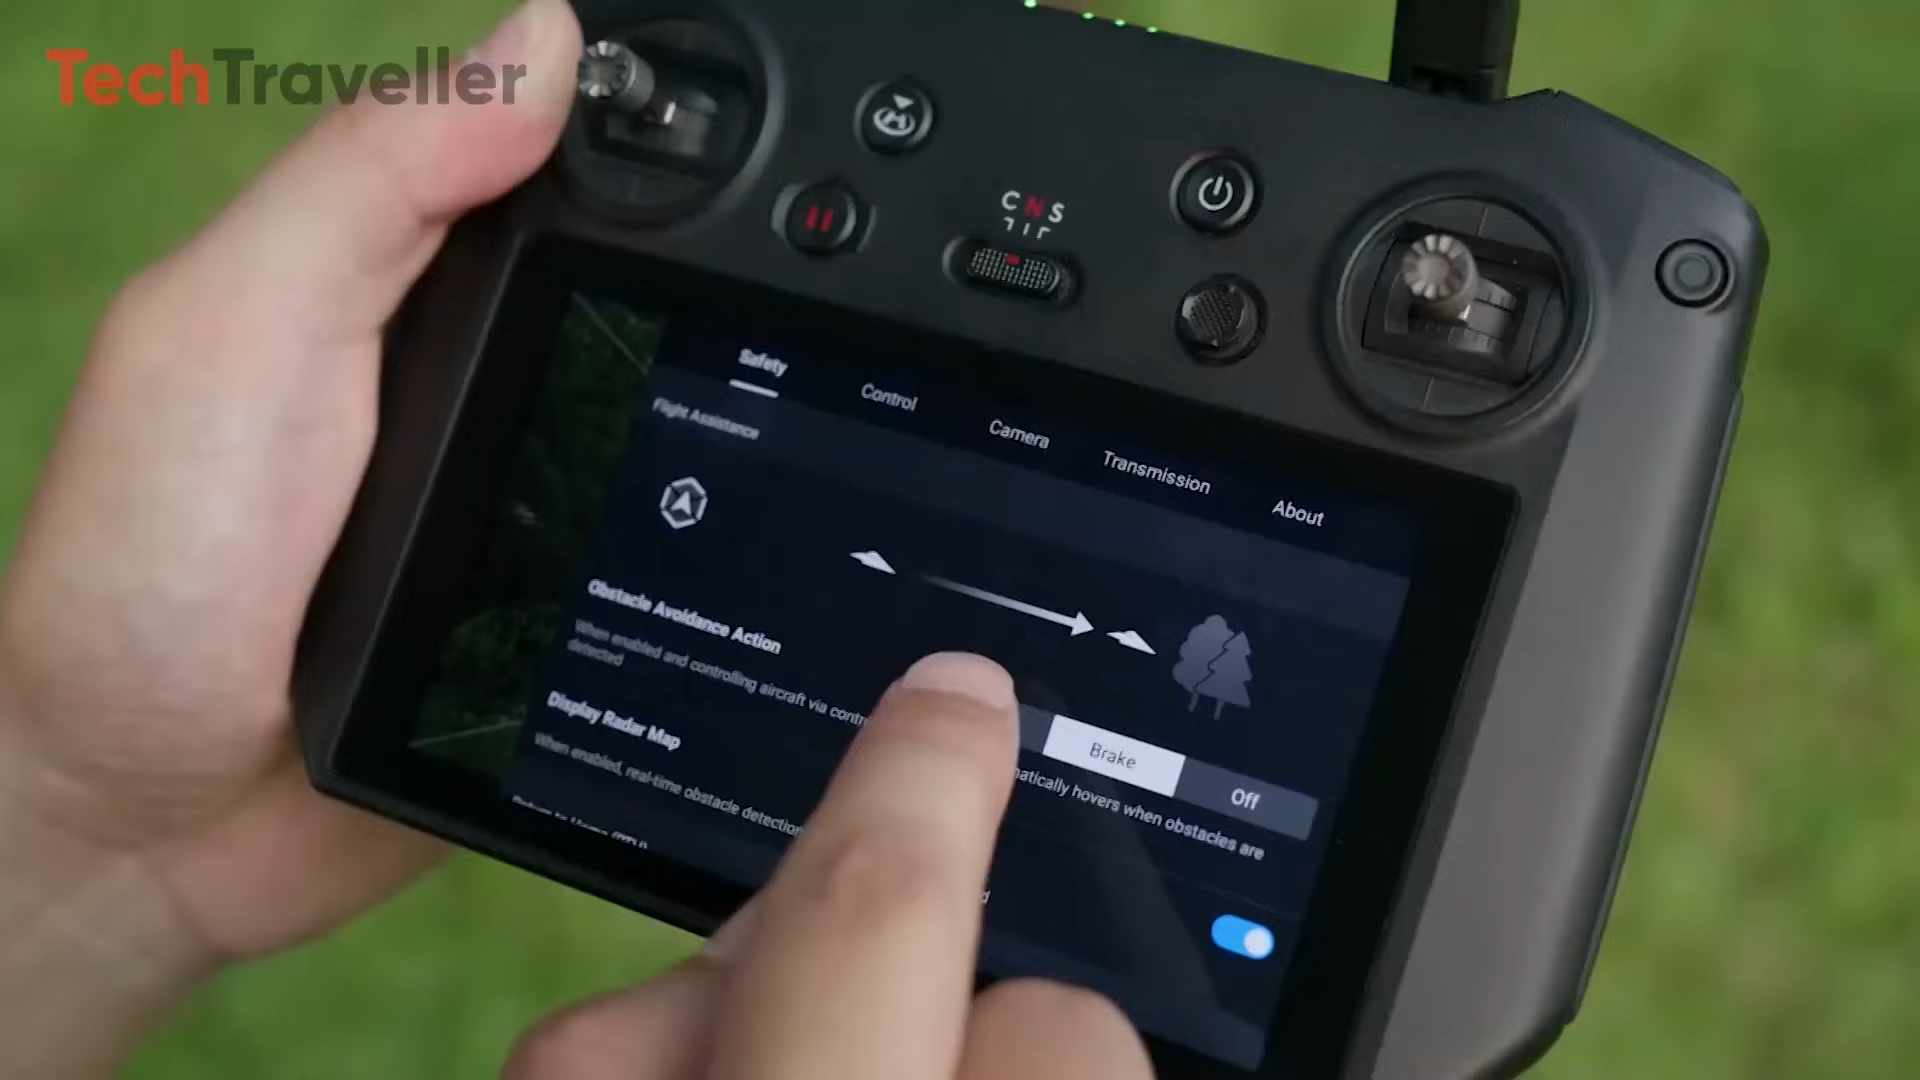 TechTraveller
C N S
Safety
Control
Camera
Transmission
About
Flight Assistance
Obstacle Avoidance Action
Brake
Off
When enabled and controlling aircraft via contr
matically hovers when obstacles are
detected
Display Radar Map
When enabled, real-time obstacle detection
d